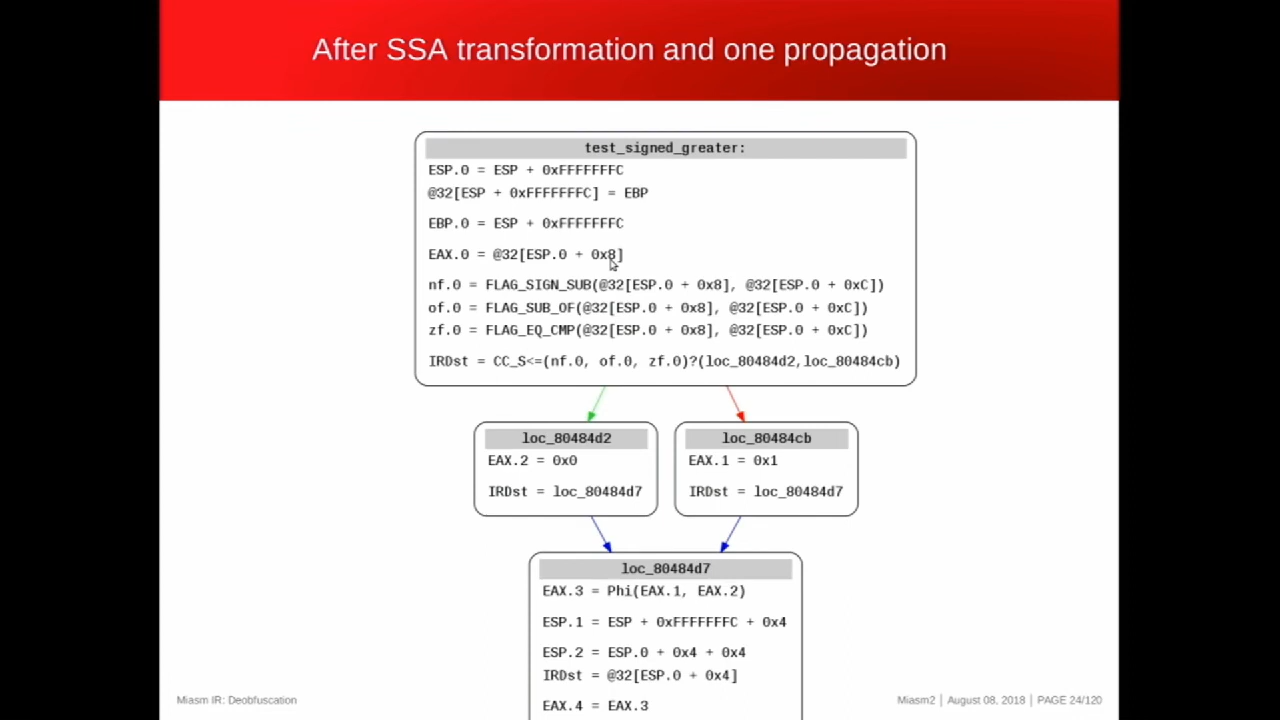 After SSA transformation and one propagation
test_signed_greater:
ESP.0 = ESP + 0xFFFFFFFC
@32[ESP + 0xFFFFFFFC] = EBP
EBP.0 = ESP + 0xFFFFFFFC
EAX.0 = @32[ESP.0 + 0x8]
nf.0 = FLAG_SIGN_SUB(@32[ESP.0 + 0x8], @32[ESP.0 + 0xC])
of.0 = FLAG_SUB_OF(@32[ESP.0 + 0x8], @32[ESP.0 + 0xC])
zf.0 = FLAG_EQ_CMP(@32[ESP.0 + 0x8], @32[ESP.0 + 0xC])
IRDst = CC_S<=(nf.0, of.0, zf.0)?(loc_80484d2,loc_80484cb)
loc_80484d2
EAX.2 = 0x0
IRDst = loc_80484d7
loc_80484cb
EAX.1 = 0x1
IRDst = loc_80484d7
loc_80484d7
EAX.3 = Phi(EAX.1, EAX.2)
ESP.1 = ESP + 0xFFFFFFFC + 0x4
ESP.2 = ESP.0 + 0x4 + 0x4
IRDst = @32[ESP.0 + 0x4]
EAX.4 = EAX.3
Miasm IR: Deobfuscation
Miasm2 | August 08, 2018 | PAGE 24/120